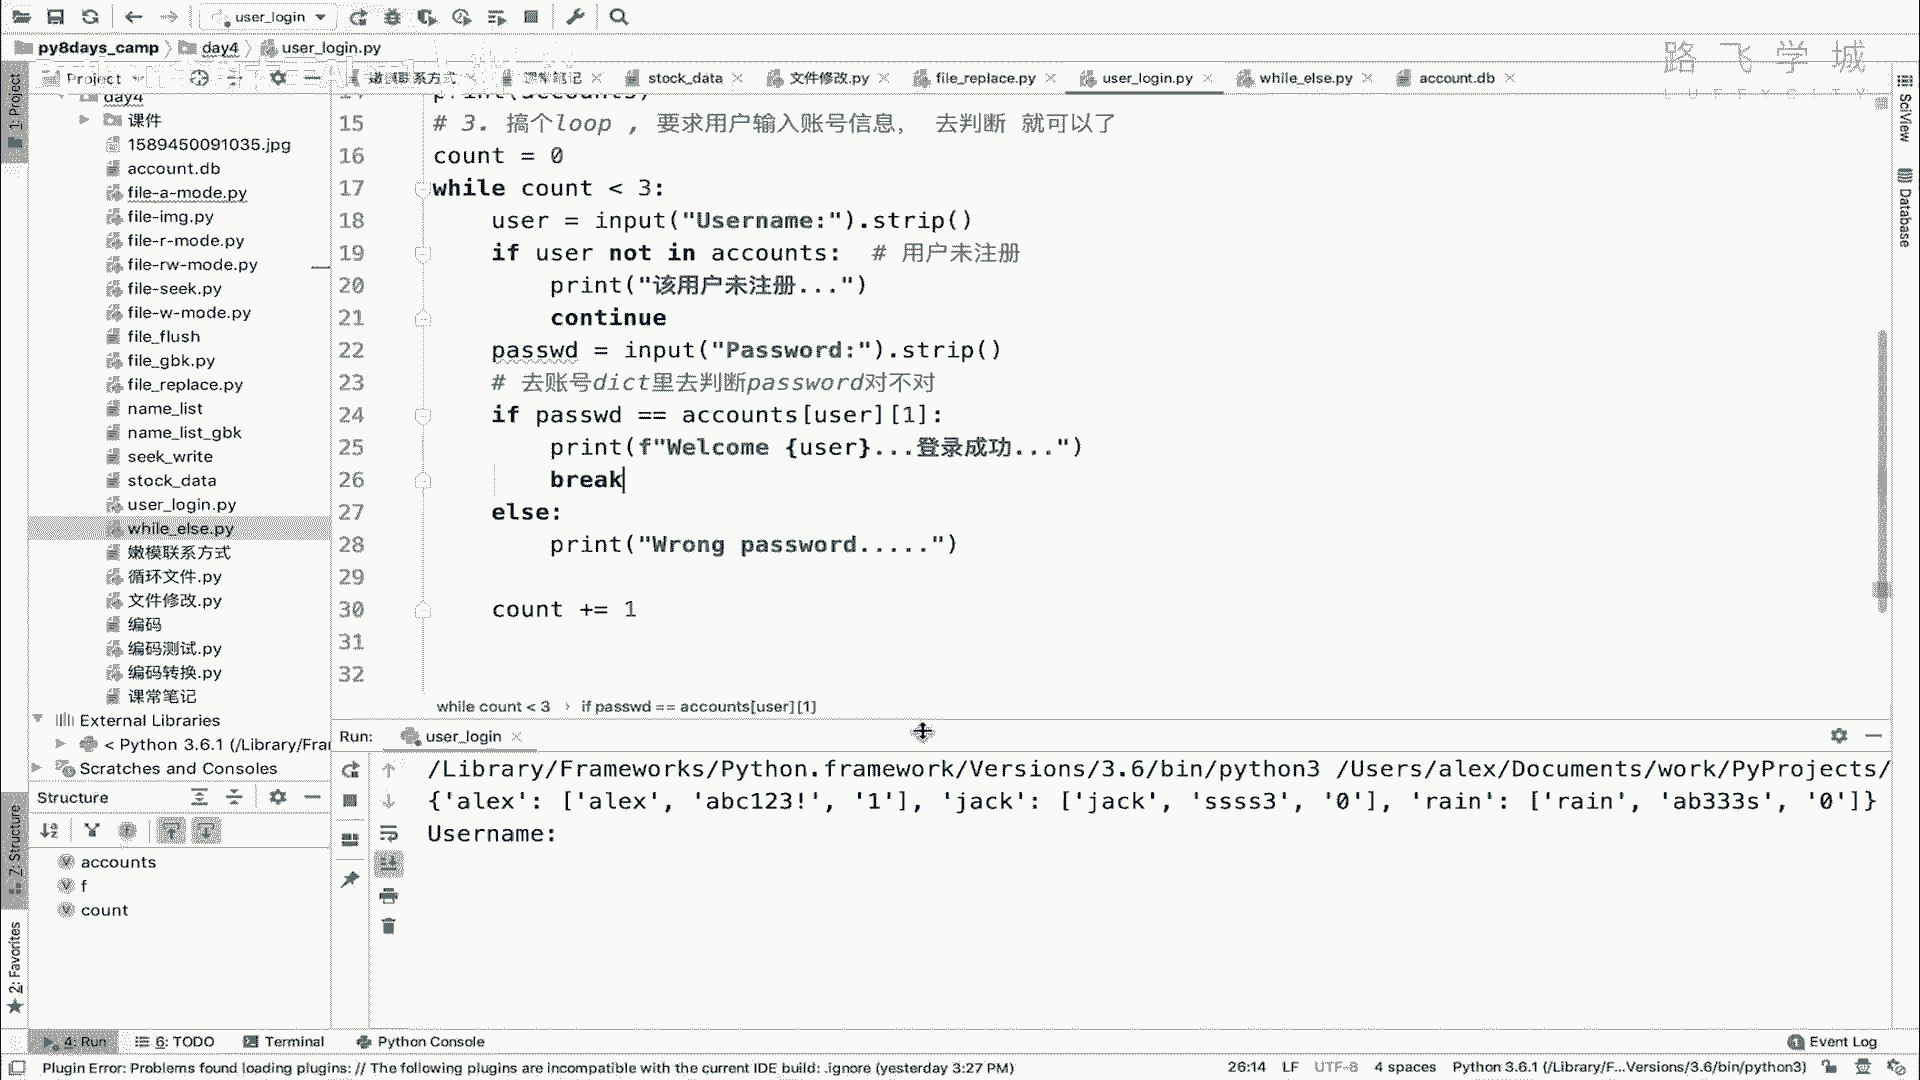 user_login
py8days_camp day4 user_login.py
路飞学城
LUFFYCITY
Project
嫩模联系方式 课常笔记 stock_data 文件修改.py file_replace.py user_login.py while_else.py account.db
1: Project
SciView
Database
day4
课件
1589450091035.jpg
account.db
file-a-mode.py
file-img.py
file-r-mode.py
file-rw-mode.py
file-seek.py
file-w-mode.py
file_flush
file_gbk.py
file_replace.py
name_list
name_list_gbk
seek_write
stock_data
user_login.py
while_else.py
嫩模联系方式
循环文件.py
文件修改.py
编码
编码测试.py
编码转换.py
课常笔记
External Libraries
< Python 3.6.1 (/Library/Fra
Scratches and Consoles
14 print(accounts)
15 # 3. 搞个loop , 要求用户输入账号信息, 去判断 就可以了
16 count = 0
17 while count < 3:
18 user = input("Username:").strip()
19 if user not in accounts: # 用户未注册
20 print("该用户未注册...")
21 continue
22 passwd = input("Password:").strip()
23 # 去账号dict里去判断password对不对
24 if passwd == accounts[user][1]:
25 print(f"Welcome {user}...登录成功...")
26 break
27 else:
28 print("Wrong password.....")
29
30 count += 1
31
32
while count < 3 › if passwd == accounts[user][1]
Structure
7: Structure
accounts
f
count
2: Favorites
Run: user_login
/Library/Frameworks/Python.framework/Versions/3.6/bin/python3 /Users/alex/Documents/work/PyProjects/
{'alex': ['alex', 'abc123!', '1'], 'jack': ['jack', 'ssss3', '0'], 'rain': ['rain', 'ab333s', '0']}
Username:
4: Run 6: TODO Terminal Python Console Event Log
Plugin Error: Problems found loading plugins: // The following plugins are incompatible with the current IDE build: .ignore (yesterday 3:27 PM) 26:14 LF UTF-8 4 spaces Python 3.6.1 (/Library/F...Versions/3.6/bin/python3)